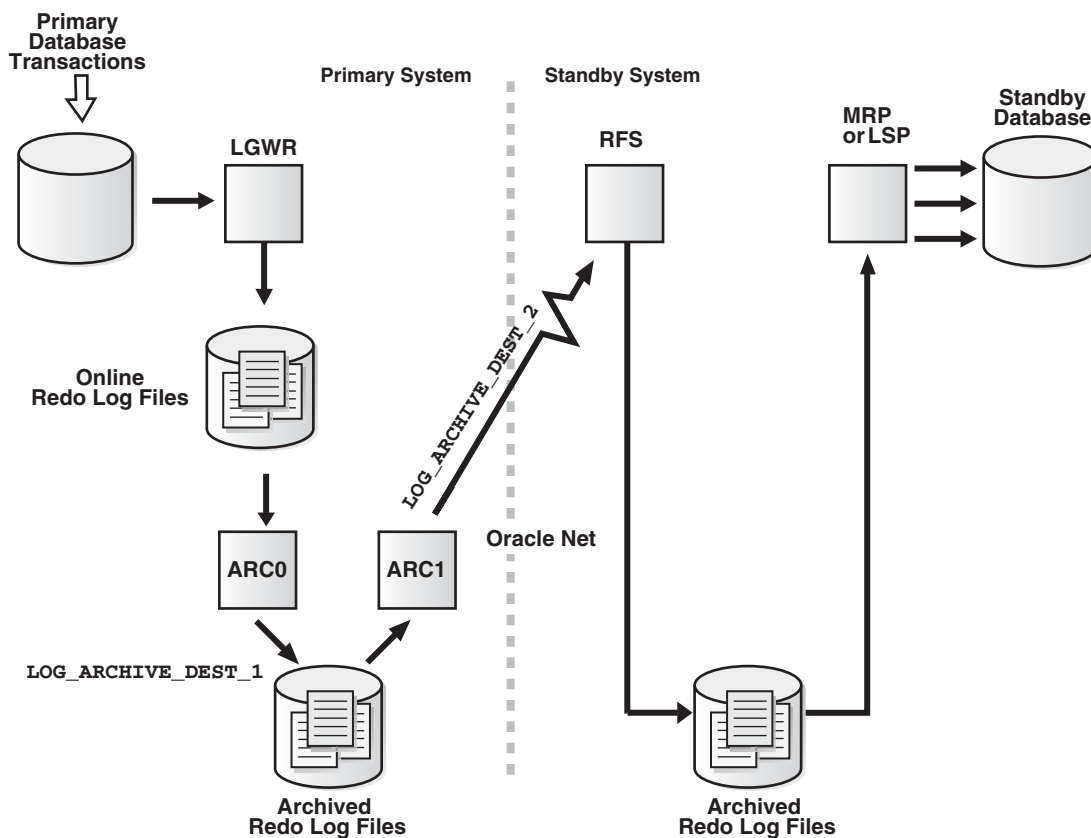 Primary
Database
Transactions
Primary System
Standby System
Standby
Database
MRP
or LSP
LGWR
RFS
LOG_ARCHIVE_DEST_2
Online
Redo Log Files
Oracle Net
ARC0
ARC1
LOG_ARCHIVE_DEST_1
Archived
Redo Log Files
Archived
Redo Log Files